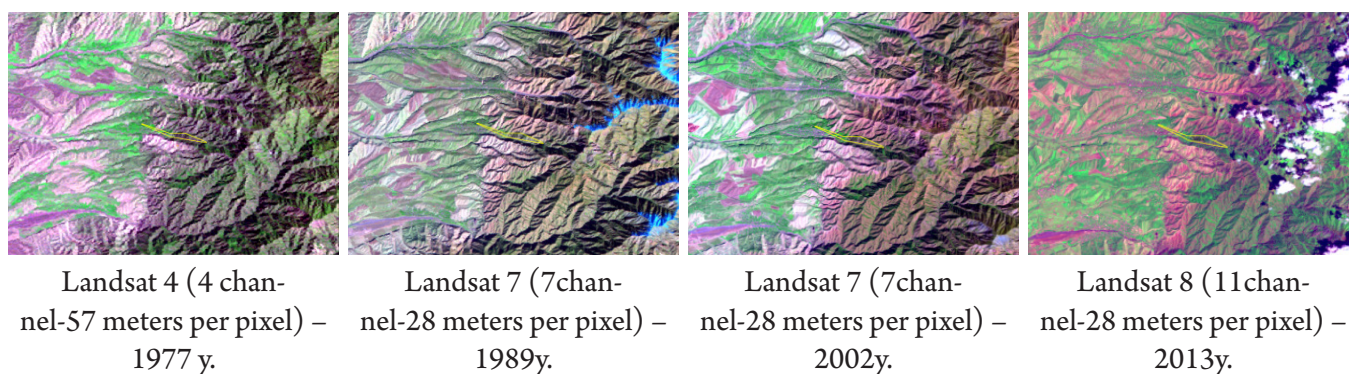 Landsat 4 (4 chan-
nel-57 meters per pixel) –
1977 y.
Landsat 7 (7chan-
nel-28 meters per pixel) –
1989y.
Landsat 7 (7chan-
nel-28 meters per pixel) –
2002y.
Landsat 8 (11chan-
nel-28 meters per pixel) –
2013y.